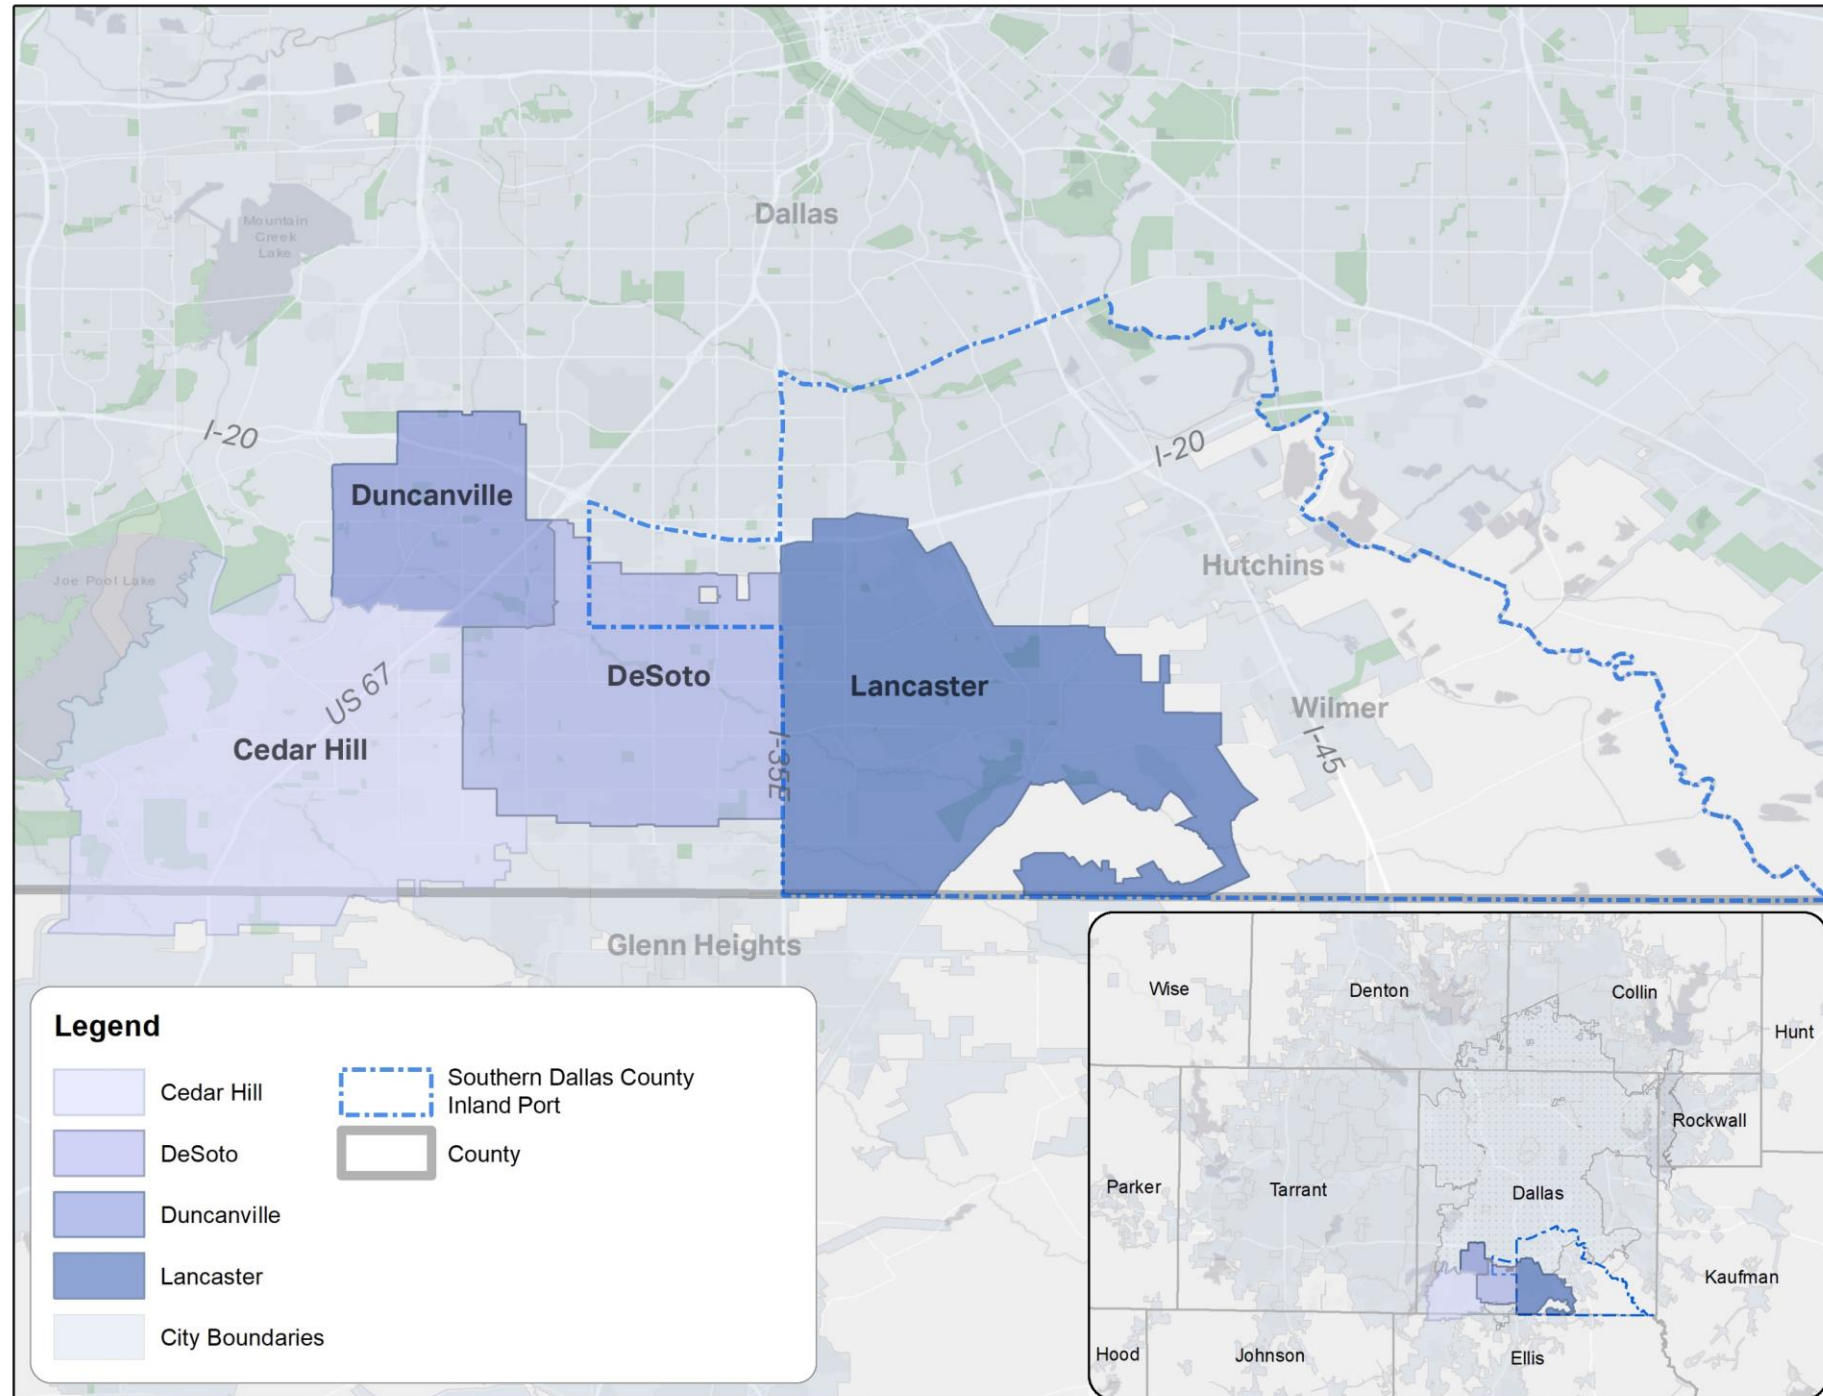 Dallas
Mountain
Creek
Lake
I-20
I-20
Duncanville
Hutchins
Joe Pool Lake
DeSoto
Lancaster
US 67
Wilmer
Cedar Hill
I-35E
I-45
Glenn Heights
Legend
Cedar Hill
DeSoto
Duncanville
Lancaster
City Boundaries
Southern Dallas County
Inland Port
County
Wise
Denton
Collin
Hunt
Rockwall
Parker
Tarrant
Dallas
Kaufman
Hood
Johnson
Ellis